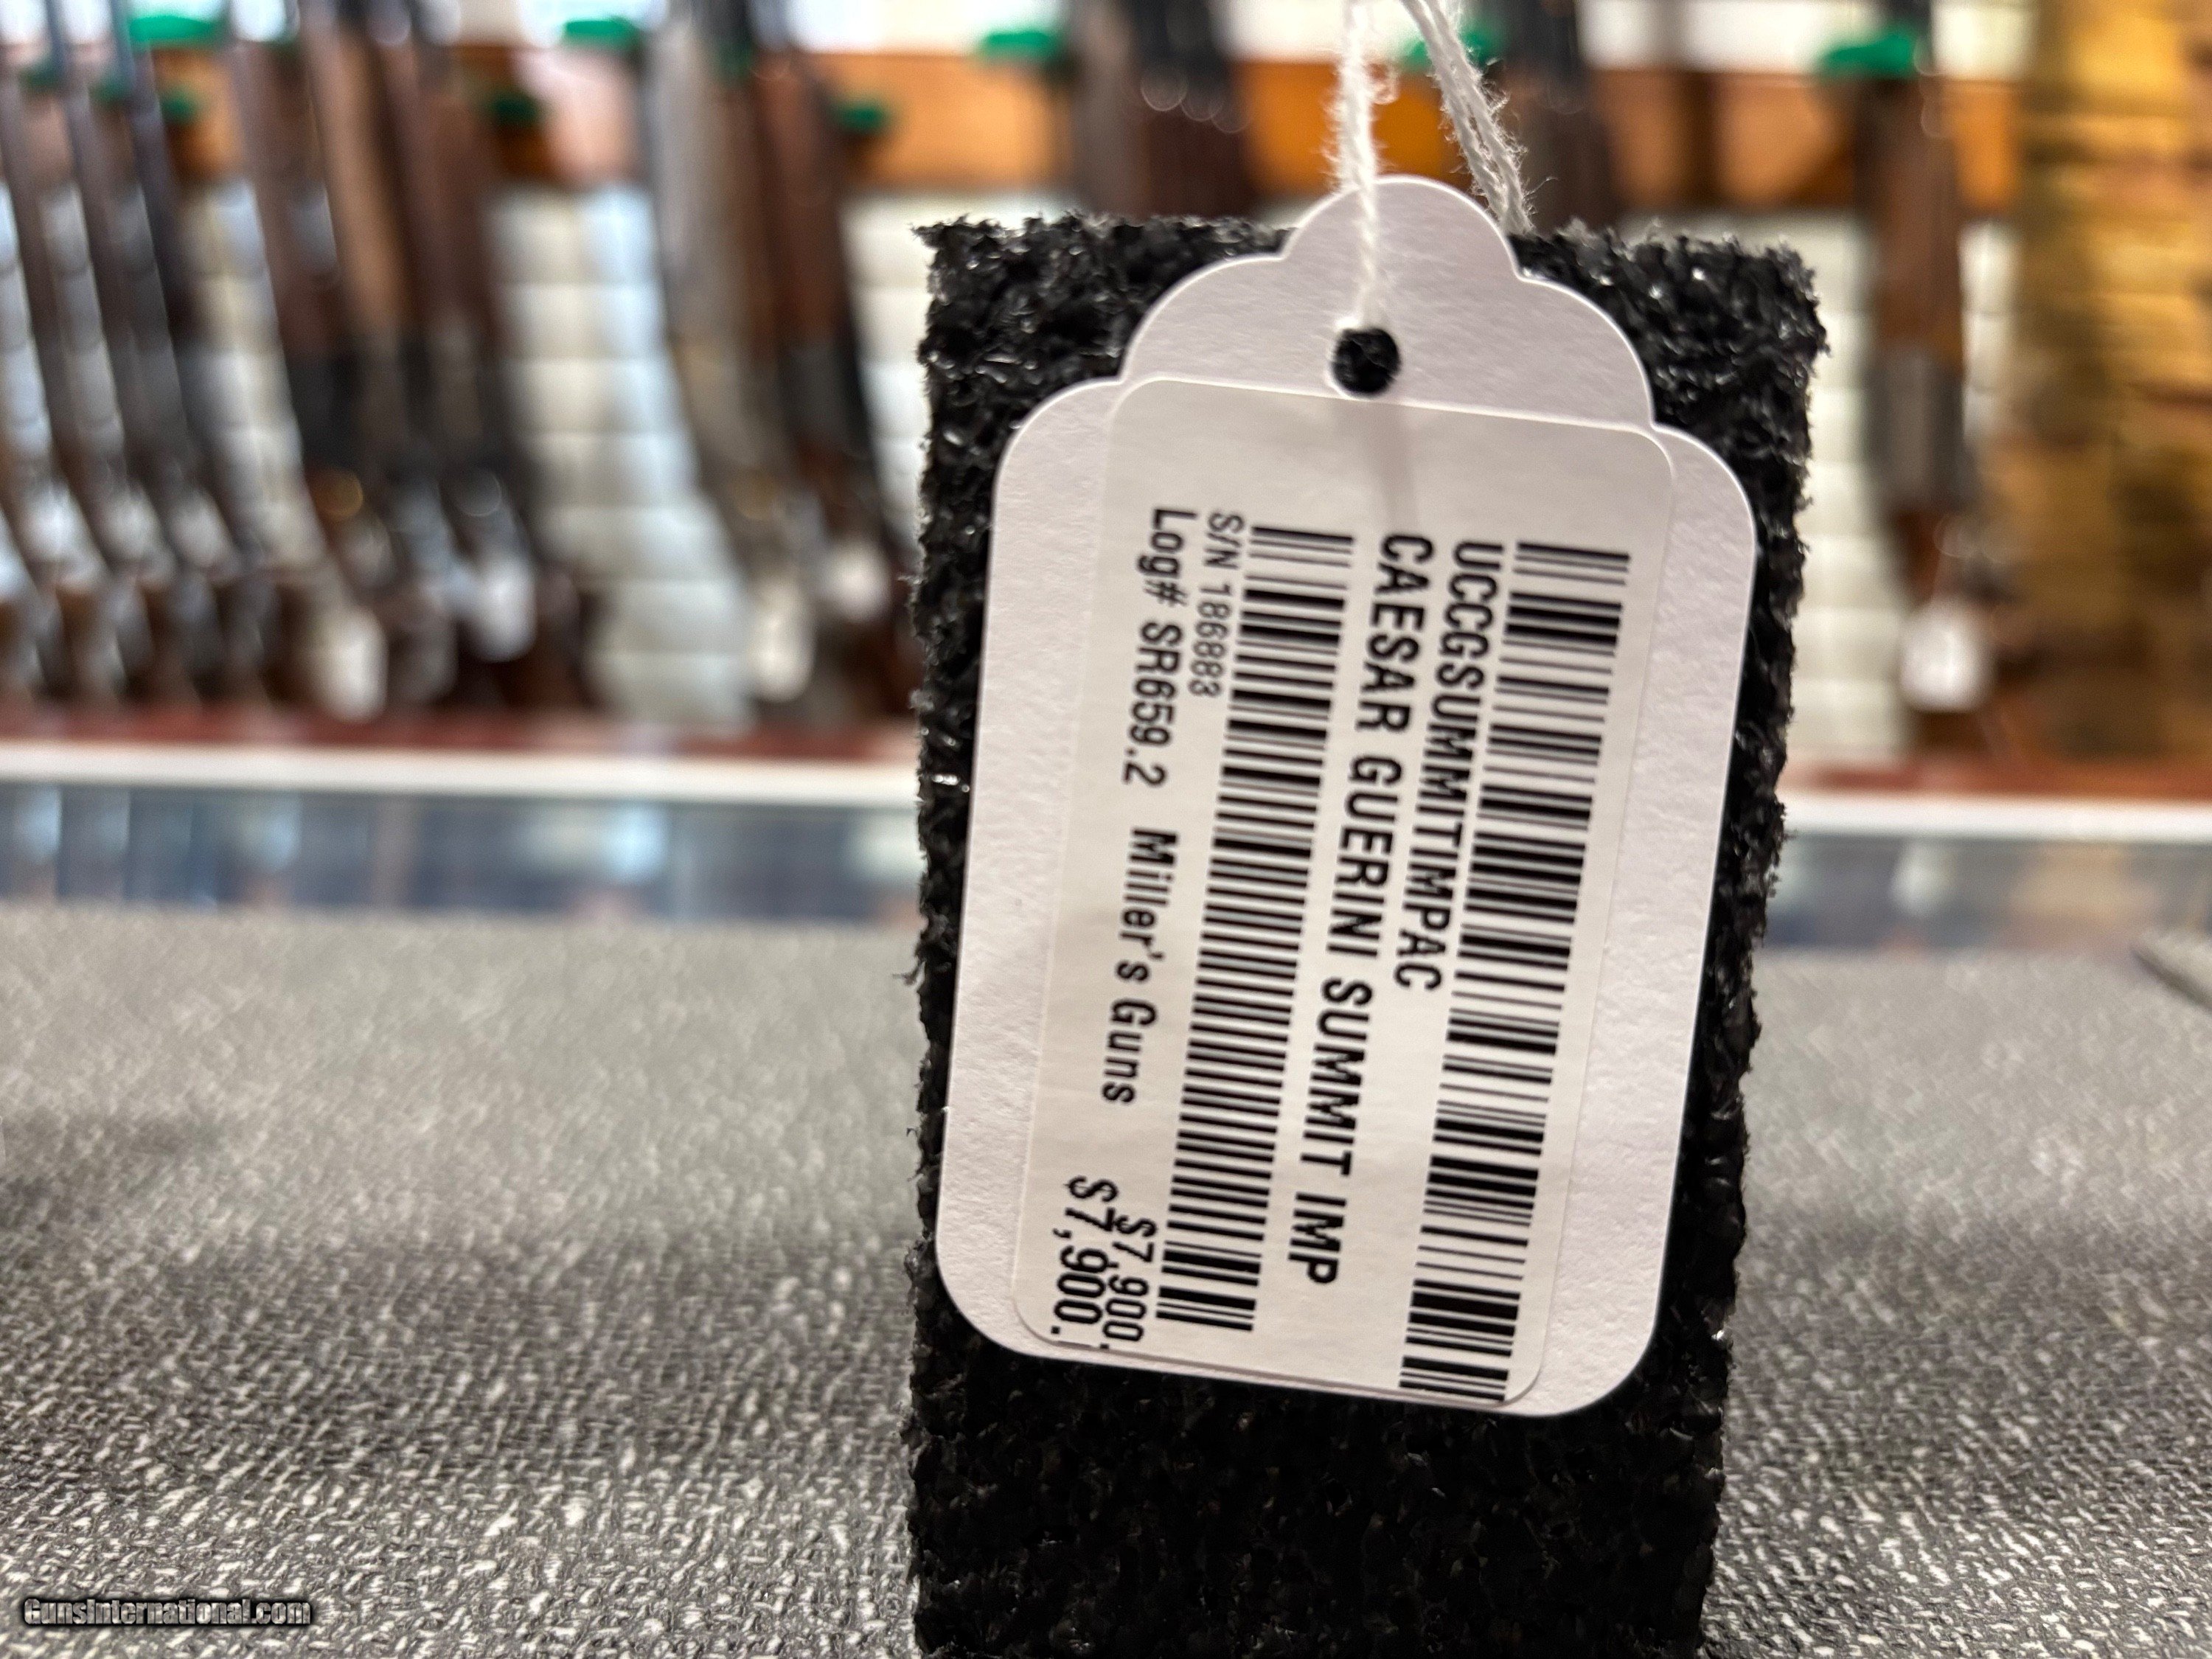 UCCGSUMMITIMPAC
CAESAR GUERINI SUMMIT IMP
S/N 186883
$7,900.
Log# SR659.2 Miller's Guns $7,900.
GunsInternational.com